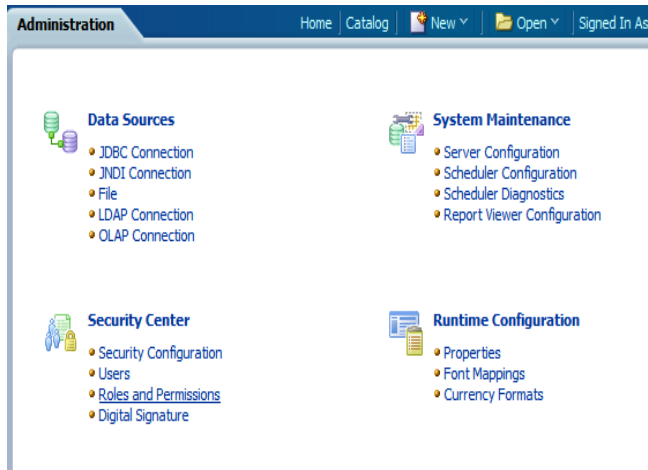 Administration
Home Catalog New Open Signed In As
Data Sources
JDBC Connection
JNDI Connection
File
LDAP Connection
OLAP Connection
System Maintenance
Server Configuration
Scheduler Configuration
Scheduler Diagnostics
Report Viewer Configuration
Security Center
Security Configuration
Users
Roles and Permissions
Digital Signature
Runtime Configuration
Properties
Font Mappings
Currency Formats